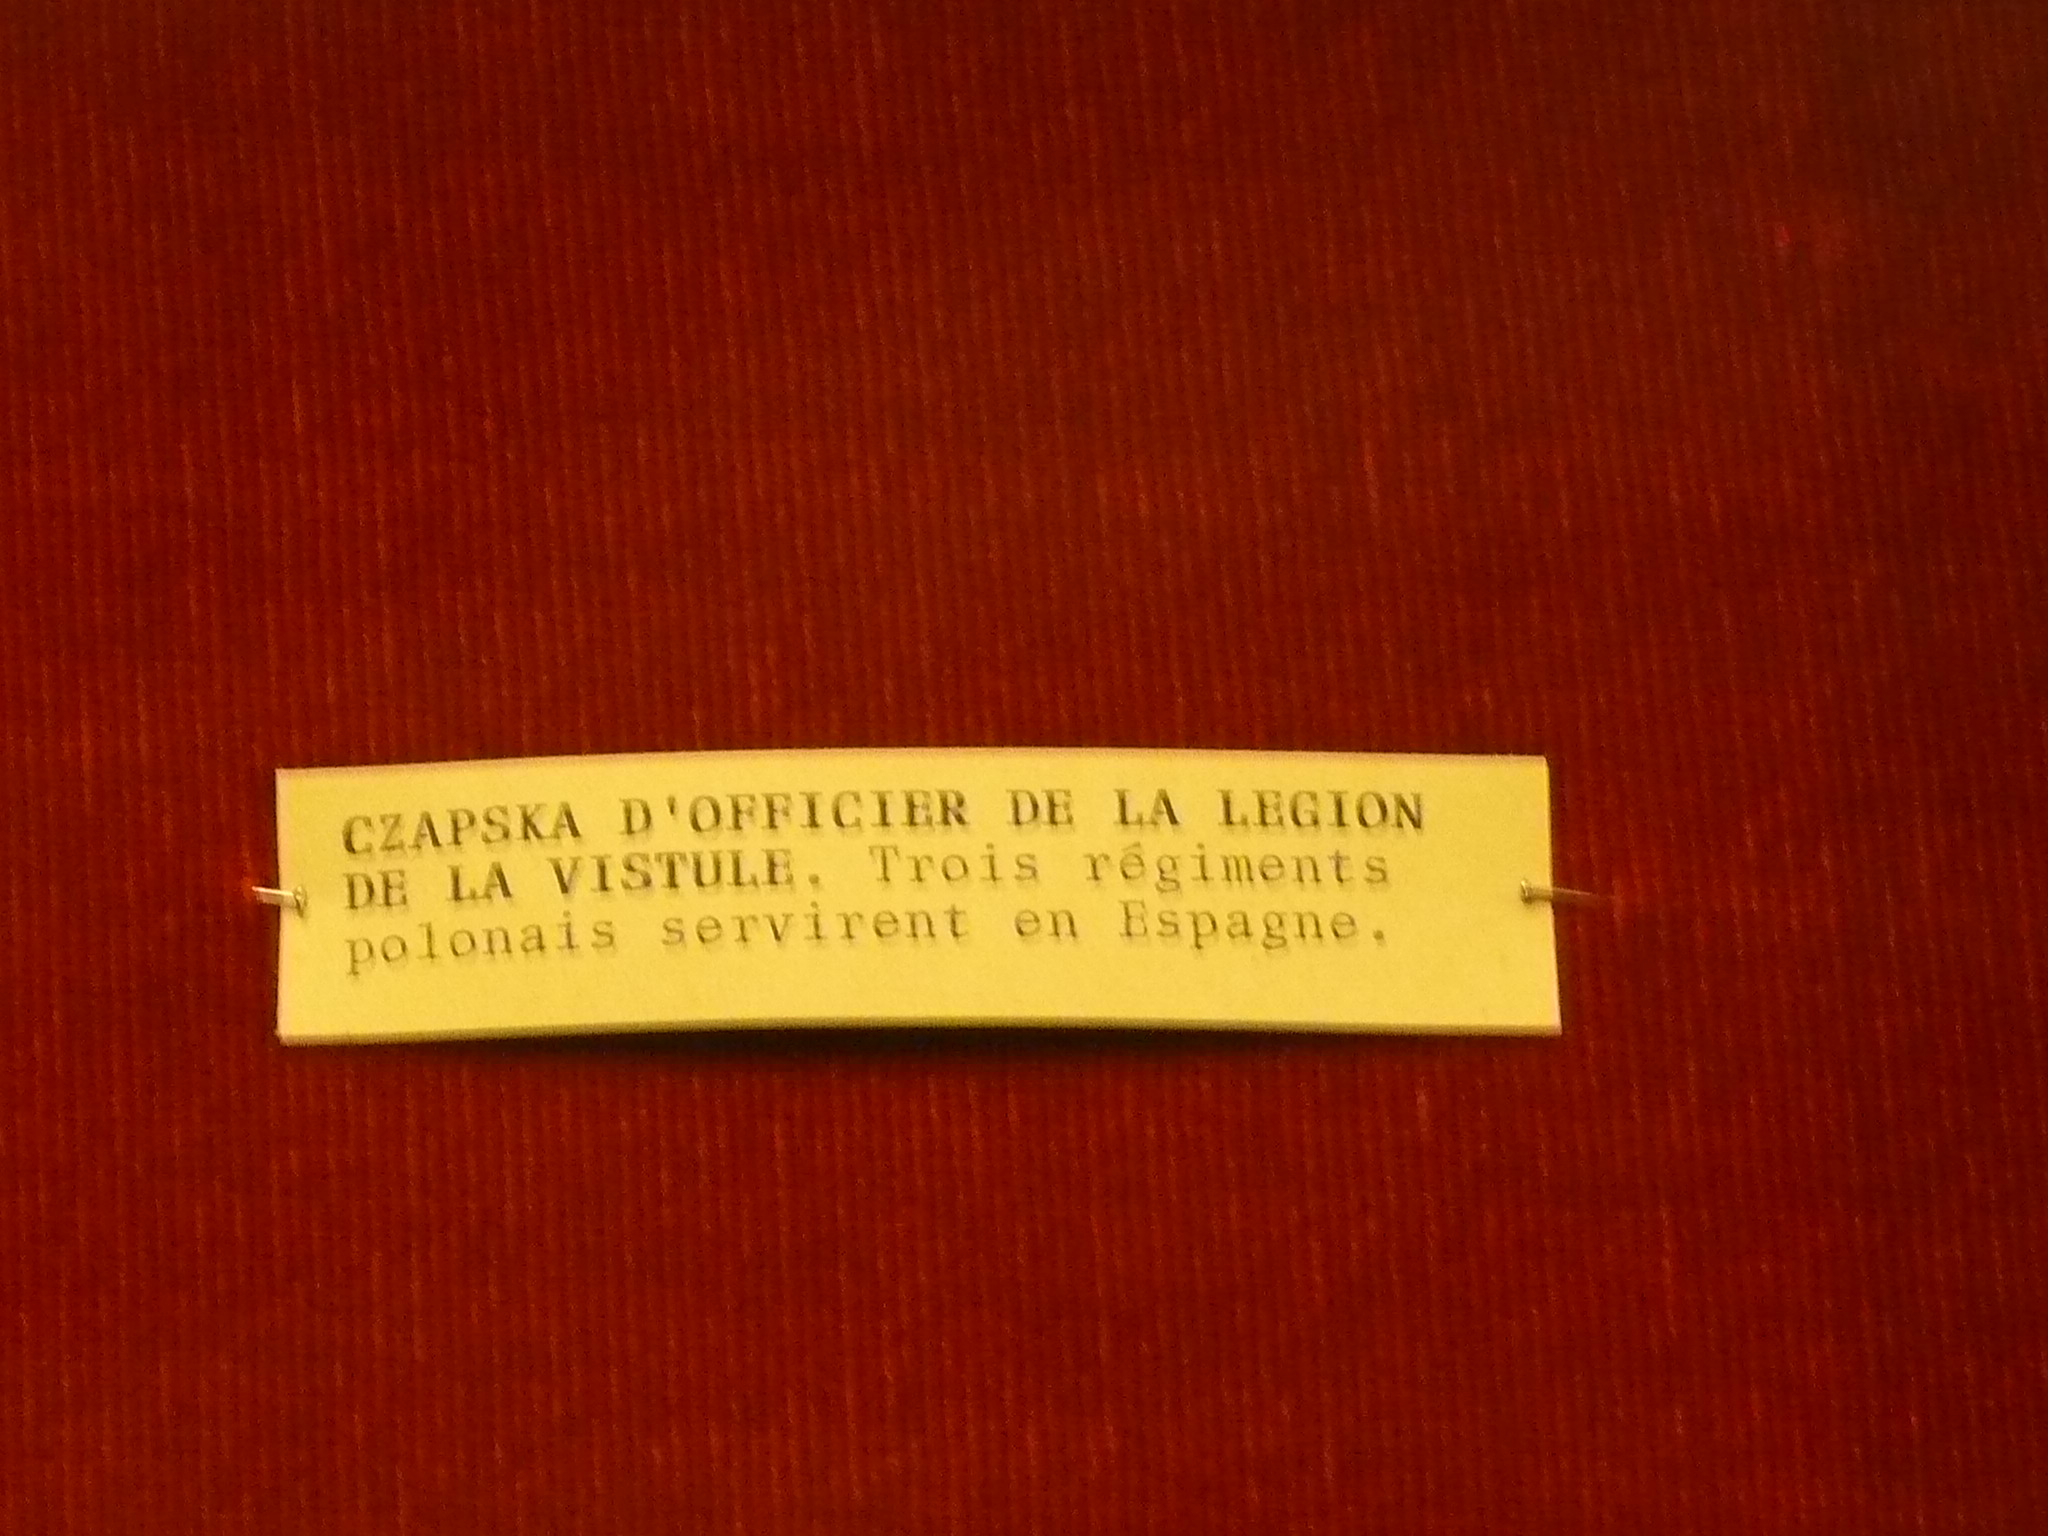 CZAPSKA D'OFFICIER DE LA LEGION
DE LA VISTULE. Trois régiments
polonais servirent en Espagne.